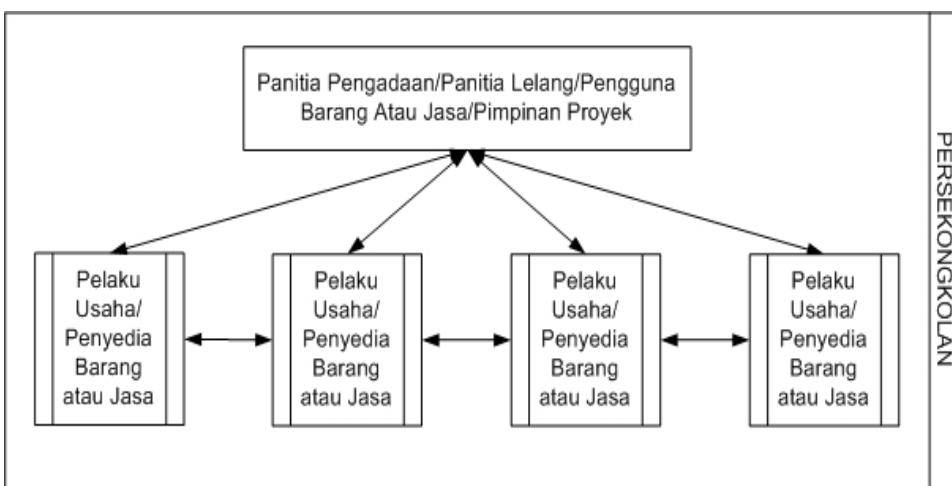 Panitia Pengadaan/Panitia Lelang/Pengguna
Barang Atau Jasa/Pimpinan Proyek
Pelaku
Usaha/
Penyedia
Barang
atau Jasa
Pelaku
Usaha/
Penyedia
Barang
atau Jasa
Pelaku
Usaha/
Penyedia
Barang
atau Jasa
Pelaku
Usaha/
Penyedia
Barang
atau Jasa
PERSEKONGKOLAN